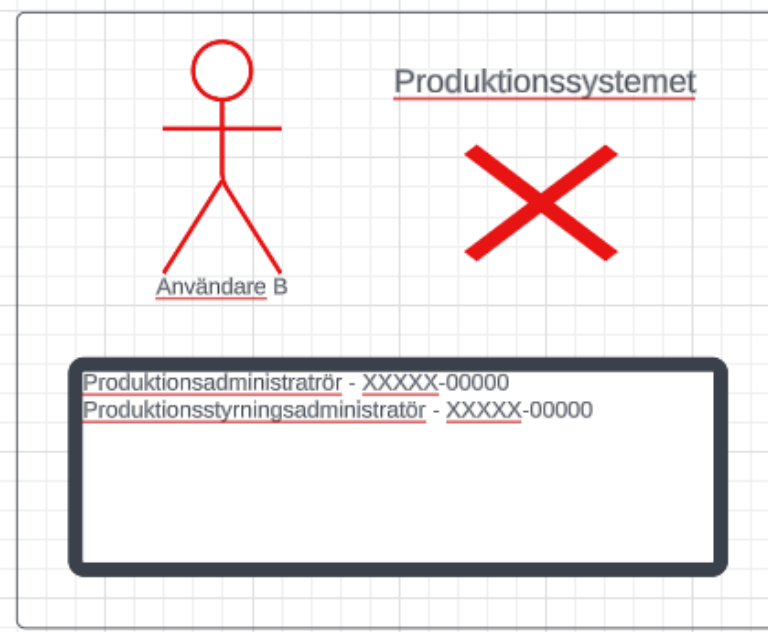 Produktionssystemet
Användare B
Produktionsadministratrör - XXXXX-00000
Produktionsstyrningsadministratör - XXXXX-00000